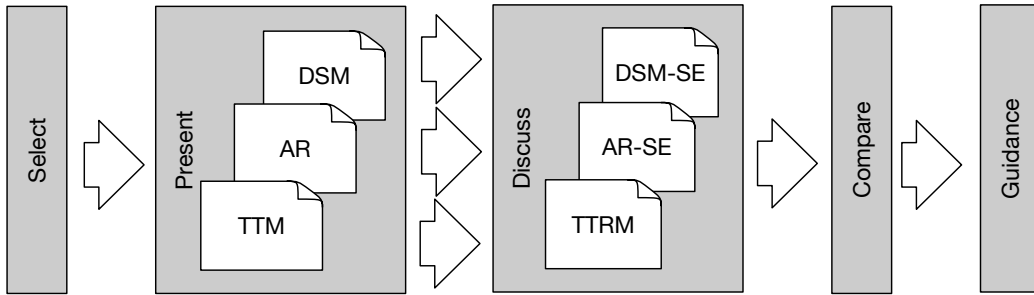 Select
Present
DSM
AR
TTM
Discuss
DSM-SE
AR-SE
TTRM
Compare
Guidance